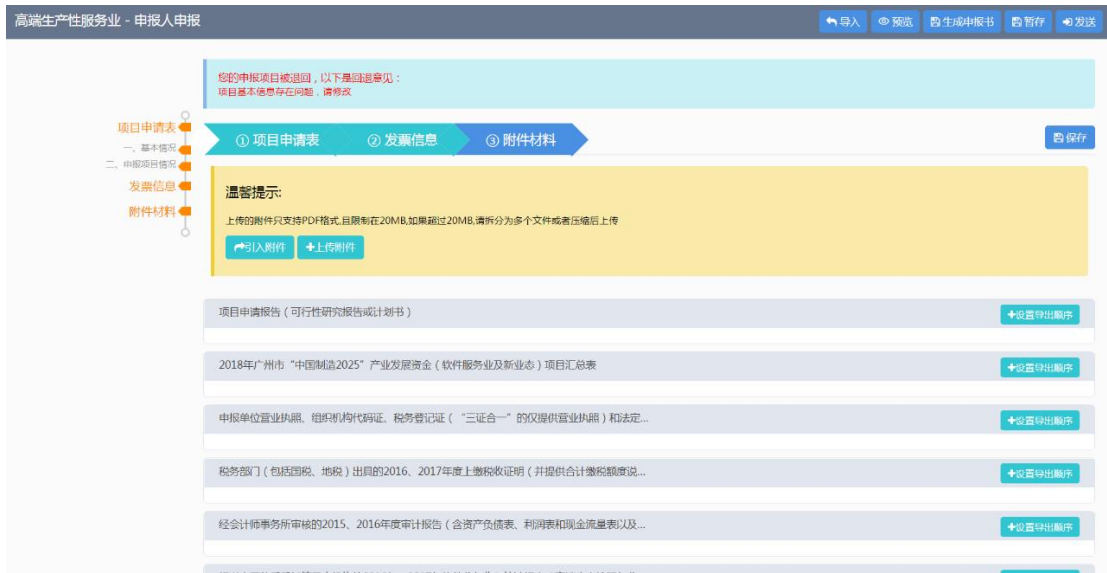 高端生产性服务业 - 申报人申报
导入
预览
生成申报书
暂存
发送
您的申报项目被退回，以下是回退意见：
项目基本信息存在问题，请修改
项目申请表
一、基本情况
二、申报项目情况
发票信息
附件材料
① 项目申请表
② 发票信息
③ 附件材料
保存
温馨提示:
上传的附件只支持PDF格式,且限制在20MB,如果超过20MB,请拆分为多个文件或者压缩后上传
引入附件
+上传附件
项目申请报告（可行性研究报告或计划书）
+设置导出顺序
2018年广州市“中国制造2025”产业发展资金（软件服务业及新业态）项目汇总表
+设置导出顺序
申报单位营业执照、组织机构代码证、税务登记证（“三证合一”的仅提供营业执照）和法定...
+设置导出顺序
税务部门（包括国税、地税）出具的2016、2017年度上缴税收证明（并提供合计缴税额度说...
+设置导出顺序
经会计师事务所审核的2015、2016年度审计报告（含资产负债表、利润表和现金流量表以及...
+设置导出顺序